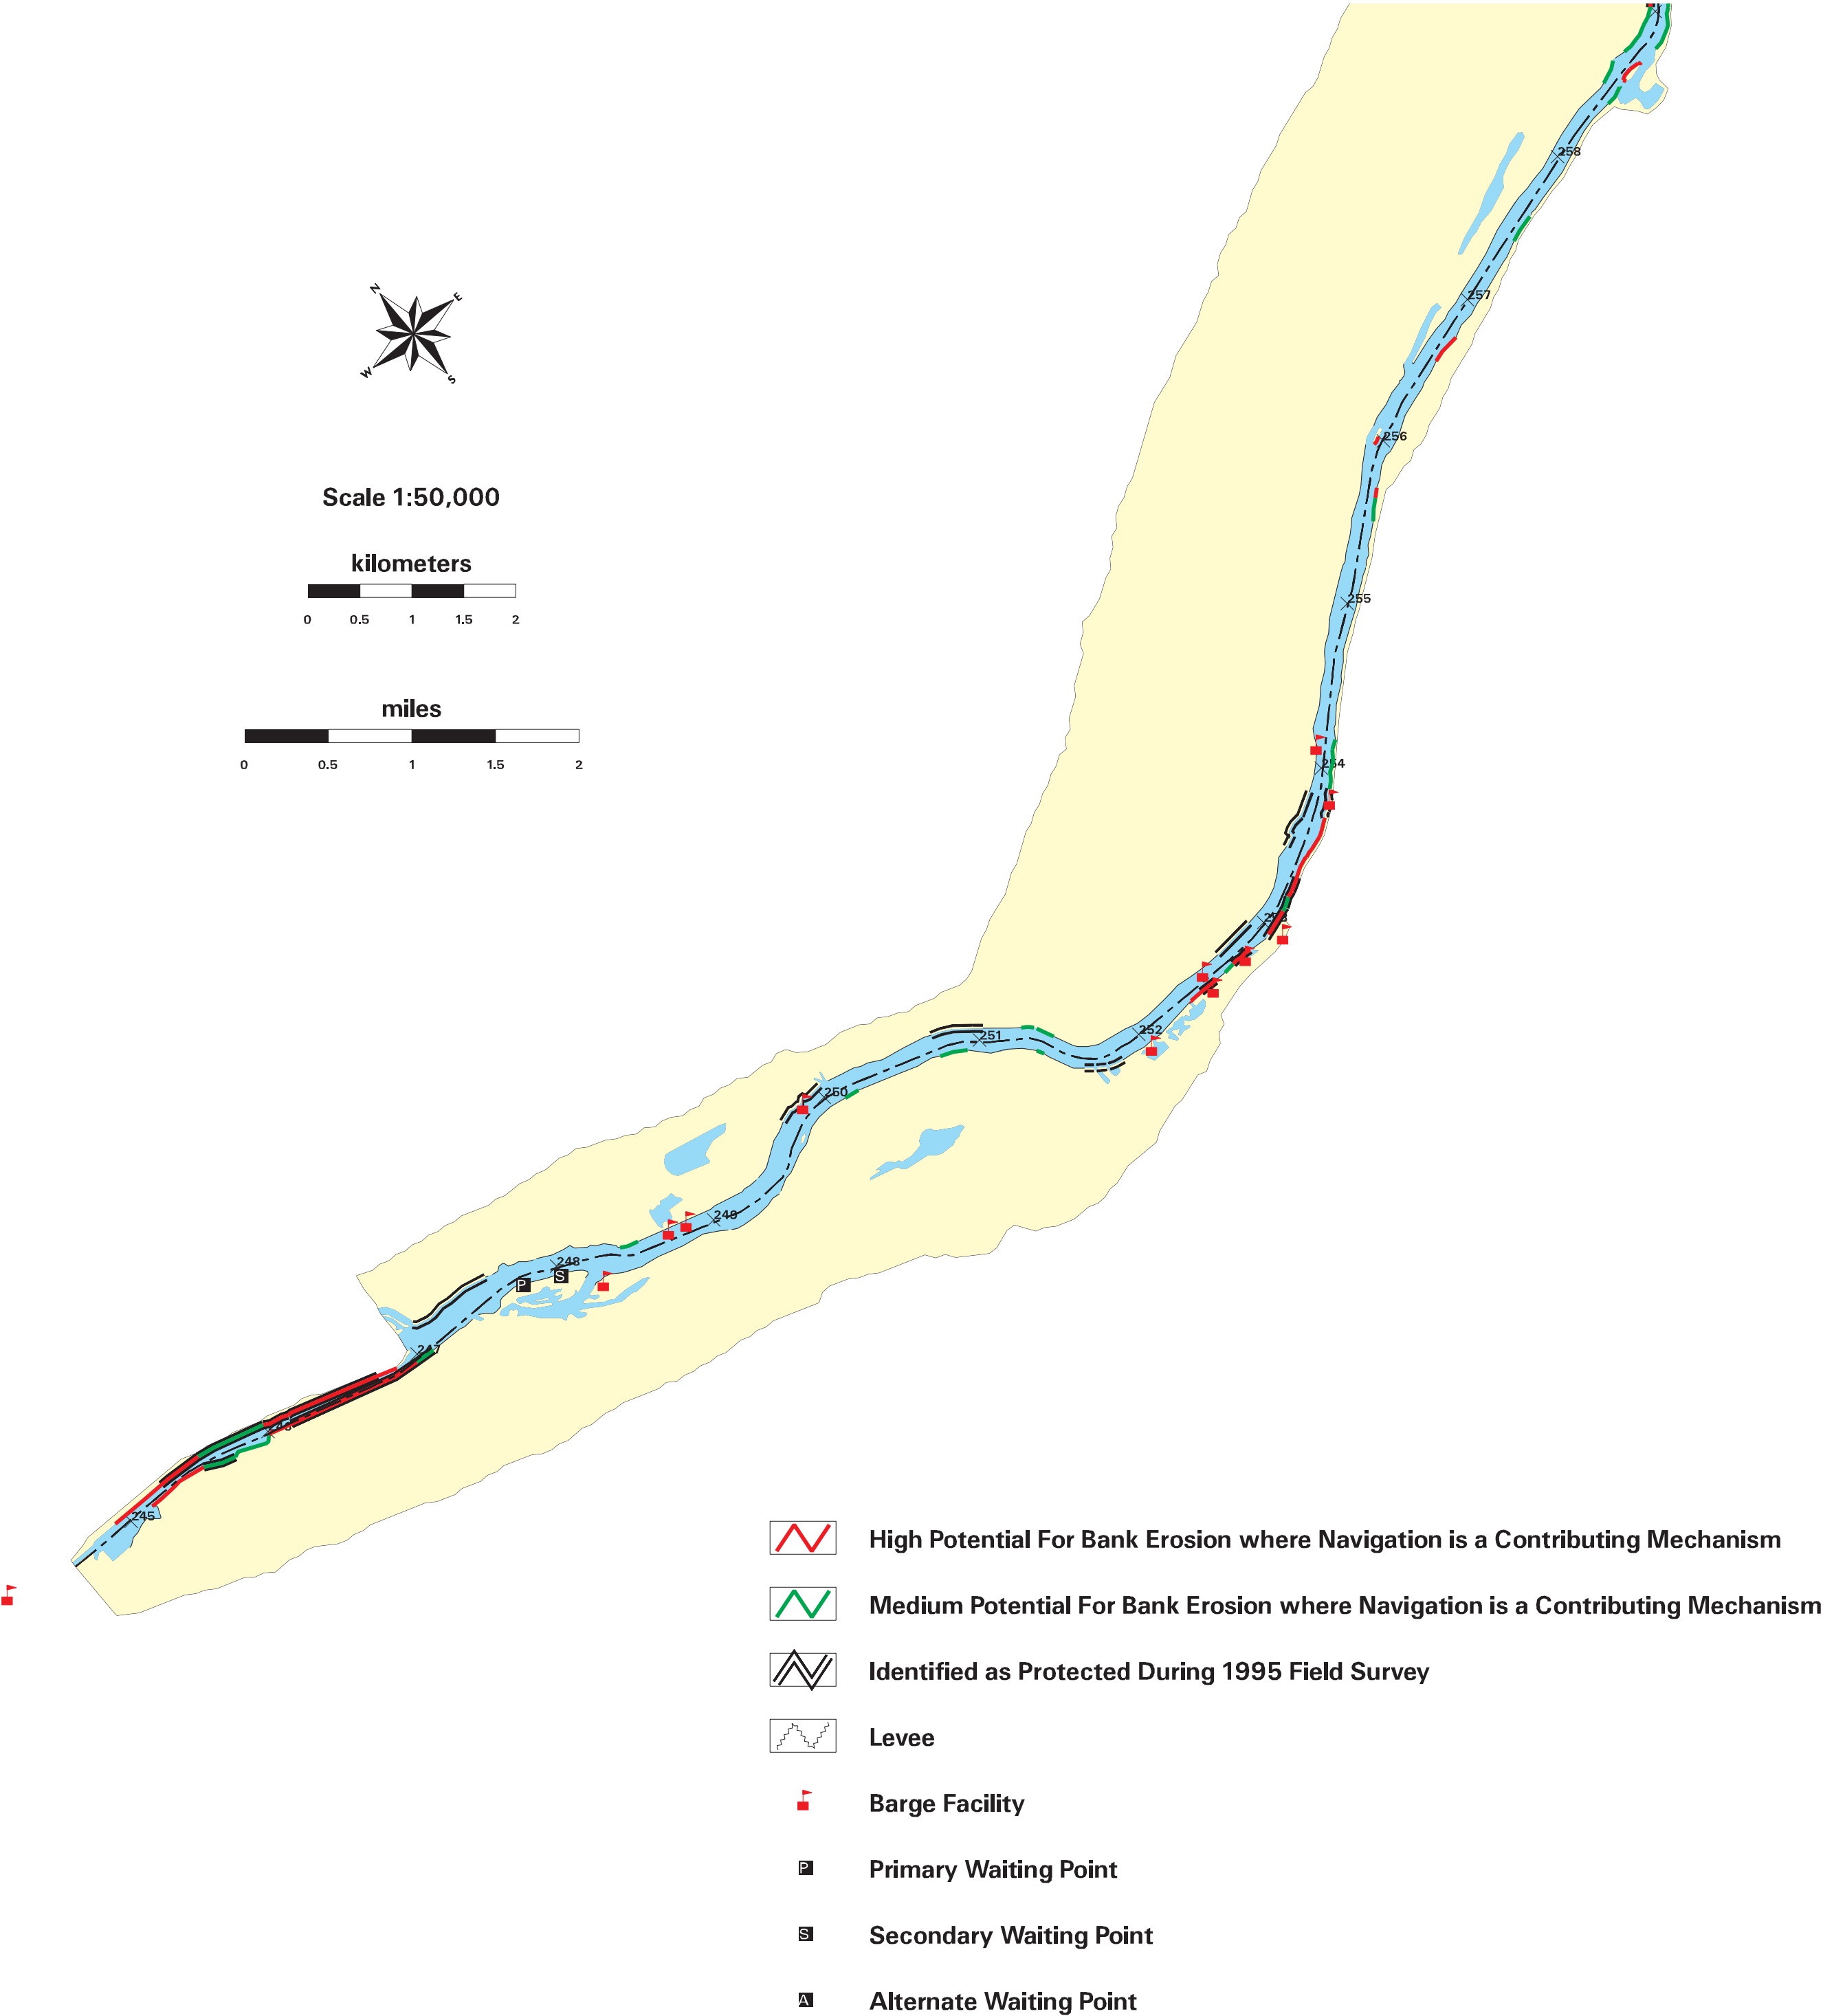 258
257
N
E
W
S
256
Scale 1:50,000
kilometers
0 0.5 1 1.5 2
255
miles
0 0.5 1 1.5 2
254
252
251
250
249
248
S
P
247
245
High Potential For Bank Erosion where Navigation is a Contributing Mechanism
Medium Potential For Bank Erosion where Navigation is a Contributing Mechanism
Identified as Protected During 1995 Field Survey
Levee
Barge Facility
P Primary Waiting Point
S Secondary Waiting Point
A Alternate Waiting Point